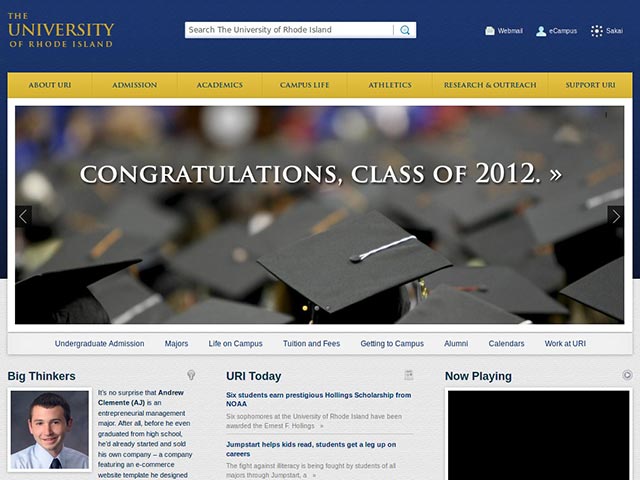 THE
UNIVERSITY
OF RHODE ISLAND
Search The University of Rhode Island
Webmail
eCampus
Sakai
ABOUT URI
ADMISSION
ACADEMICS
CAMPUS LIFE
ATHLETICS
RESEARCH & OUTREACH
SUPPORT URI
CONGRATULATIONS, CLASS OF 2012. »
Undergraduate Admission
Majors
Life on Campus
Tuition and Fees
Getting to Campus
Alumni
Calendars
Work at URI
Big Thinkers
It's no surprise that Andrew
Clemente (AJ) is an
entrepreneurial management
major. After all, before he even
graduated from high school,
he'd already started and sold
his own company – a company
featuring an e-commerce
website template he designed
URI Today
Six students earn prestigious Hollings Scholarship from
NOAA
Six sophomores at the University of Rhode Island have been
awarded the Ernest F. Hollings »
Jumpstart helps kids read, students get a leg up on
careers
The fight against illiteracy is being fought by students of all
majors through Jumpstart, a »
Now Playing